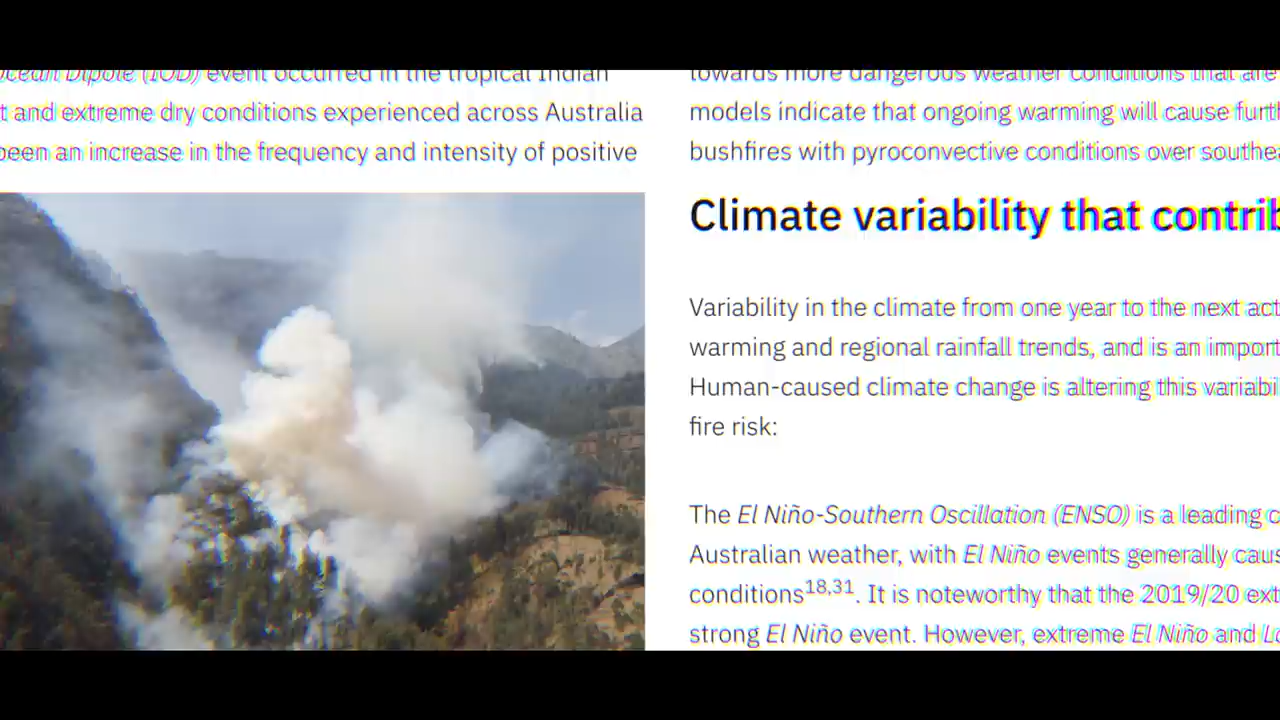 Ocean Dipole (IOD) event occurred in the tropical Indian
t and extreme dry conditions experienced across Australia
been an increase in the frequency and intensity of positive
towards more dangerous weather conditions that are
models indicate that ongoing warming will cause furth
bushfires with pyroconvective conditions over southea
Climate variability that contrib
Variability in the climate from one year to the next act
warming and regional rainfall trends, and is an import
Human-caused climate change is altering this variabi
fire risk:
The El Niño-Southern Oscillation (ENSO) is a leading c
Australian weather, with El Niño events generally caus
conditions18,31. It is noteworthy that the 2019/20 ext
strong El Niño event. However, extreme El Niño and La